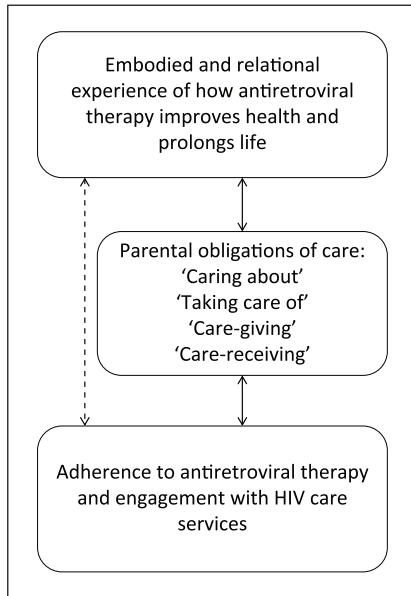 Embodied and relational
experience of how antiretroviral
therapy improves health and
prolongs life
Parental obligations of care:
‘Caring about’
‘Taking care of’
‘Care-giving’
‘Care-receiving’
Adherence to antiretroviral therapy
and engagement with HIV care
services